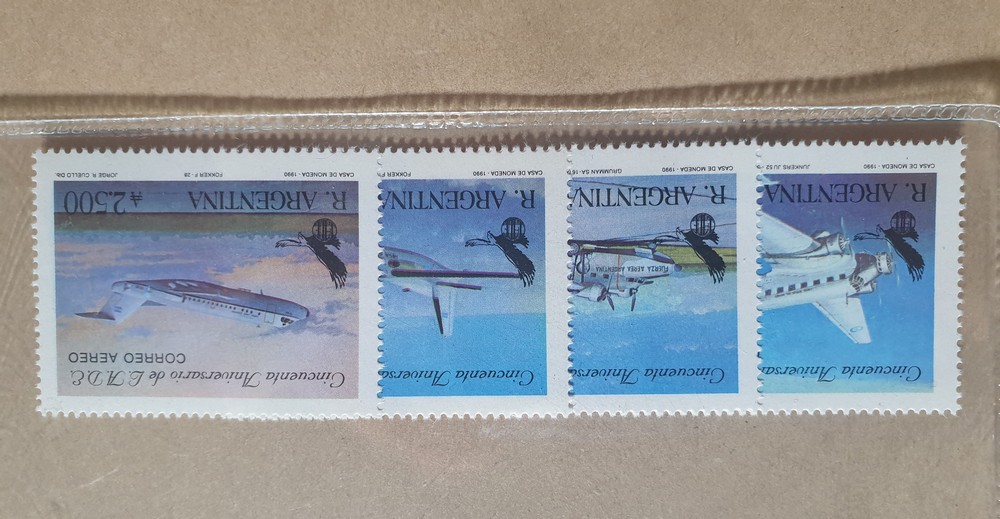 Cincuenta Aniversa
R. ARGENTINA
CASA DE MONEDA - 1990 JUNKERS JU 52
Cincuenta Aniversa
FUERZA AEREA ARGENTINA
R. ARGENTINA
CASA DE MONEDA - 1990 GRUMMAN SA-16
Cincuenta Aniversa
R. ARGENTINA
CASA DE MONEDA - 1990 FOKKER F
Cincuenta Aniversario de L.A.D.E.
CORREO AEREO
R. ARGENTINA ₳2.500
CASA DE MONEDA - 1990 FOKKER F - 28 JORGE R. CUELLO Dib.